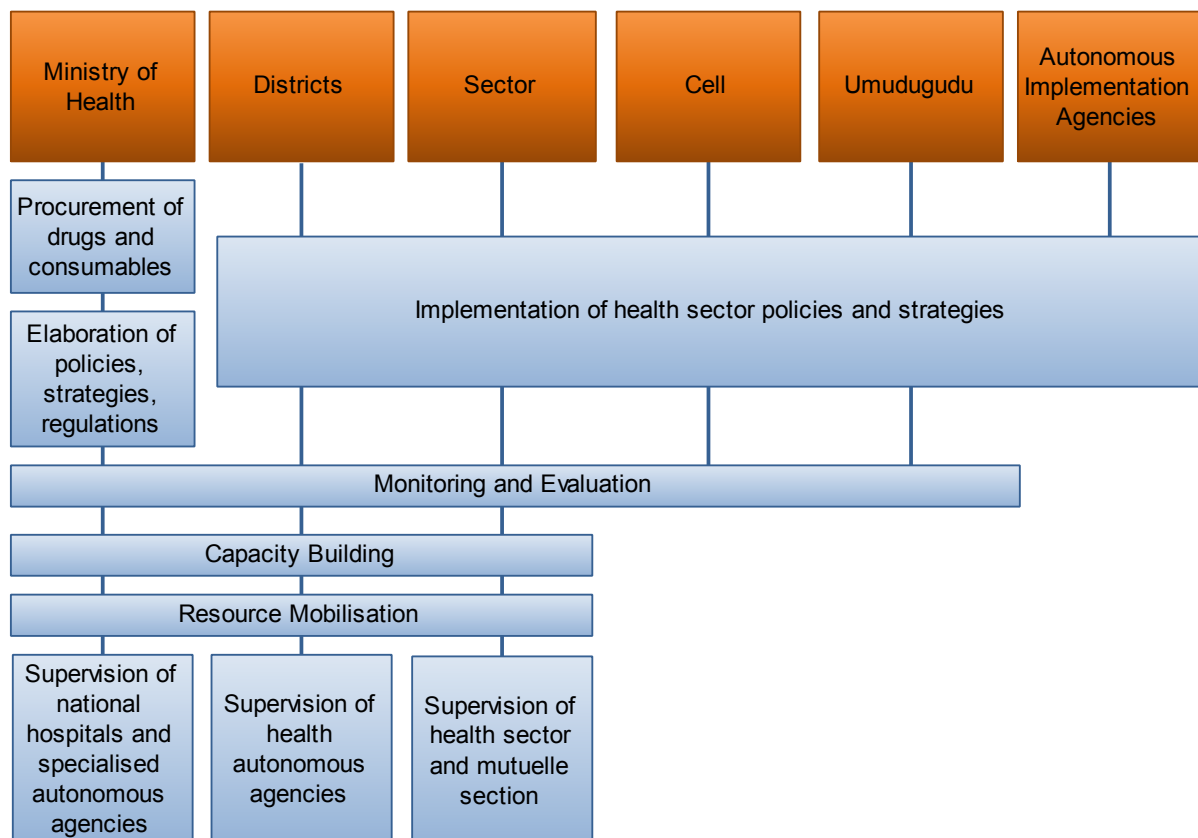 Ministry of
Health
Districts
Sector
Cell
Umudugudu
Autonomous
Implementation
Agencies
Procurement of
drugs and
consumables
Implementation of health sector policies and strategies
Elaboration of
policies,
strategies,
regulations
Monitoring and Evaluation
Capacity Building
Resource Mobilisation
Supervision of
national
hospitals and
specialised
autonomous
agencies
Supervision of
health
autonomous
agencies
Supervision of
health sector
and mutuelle
section